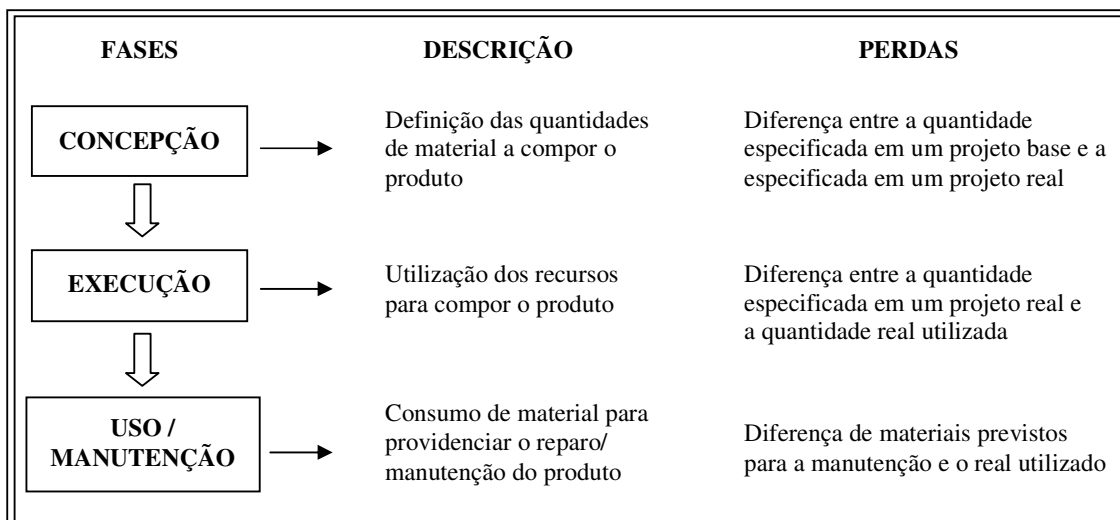 FASES
DESCRIÇÃO
PERDAS
CONCEPÇÃO
Definição das quantidades
de material a compor o
produto
Diferença entre a quantidade
especificada em um projeto base e a
especificada em um projeto real
EXECUÇÃO
Utilização dos recursos
para compor o produto
Diferença entre a quantidade
especificada em um projeto real e
a quantidade real utilizada
USO /
MANUTENÇÃO
Consumo de material para
providenciar o reparo/
manutenção do produto
Diferença de materiais previstos
para a manutenção e o real utilizado